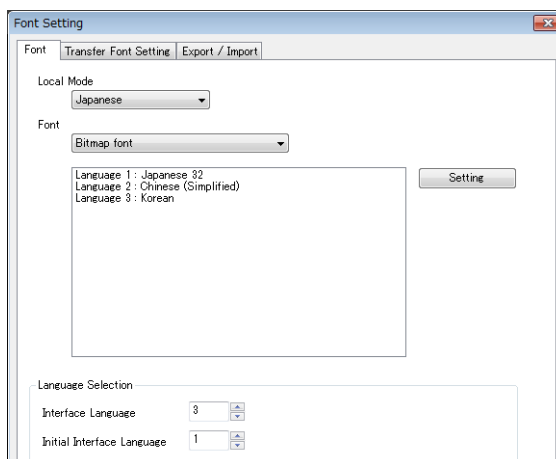 Font Setting
Font Transfer Font Setting Export / Import
Local Mode
Japanese
Font
Bitmap font
Language 1 : Japanese 32
Language 2 : Chinese (Simplified)
Language 3 : Korean
Setting
Language Selection
Interface Language 3
Initial Interface Language 1